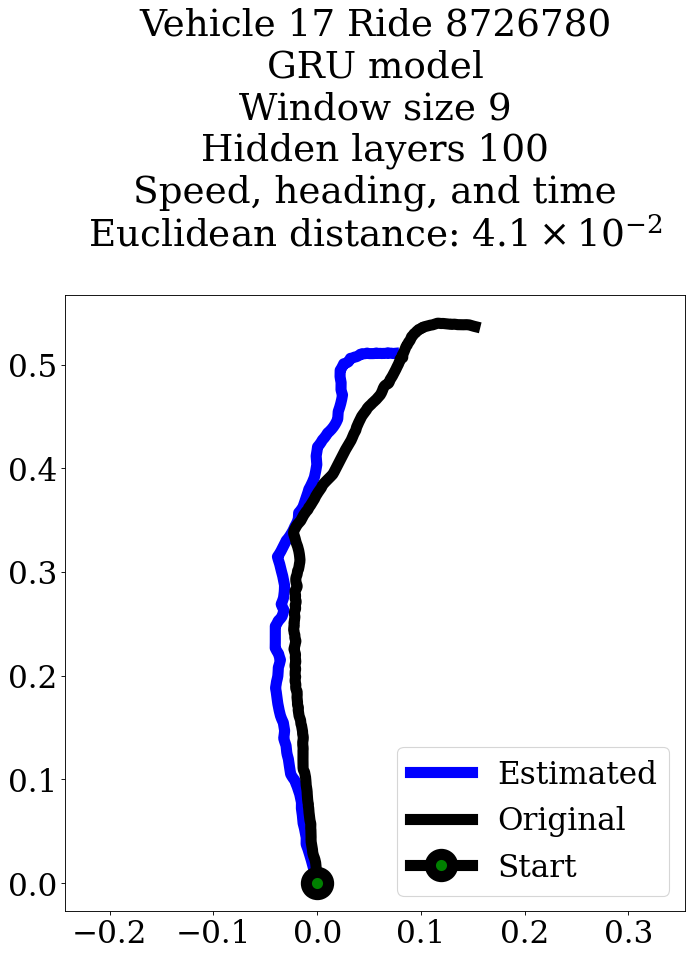 Vehicle 17 Ride 8726780
GRU model
Window size 9
Hidden layers 100
Speed, heading, and time
Euclidean distance: 4.1 × 10⁻²
0.5
0.4
0.3
0.2
0.1
0.0
Estimated
Original
Start
−0.2 −0.1 0.0 0.1 0.2 0.3